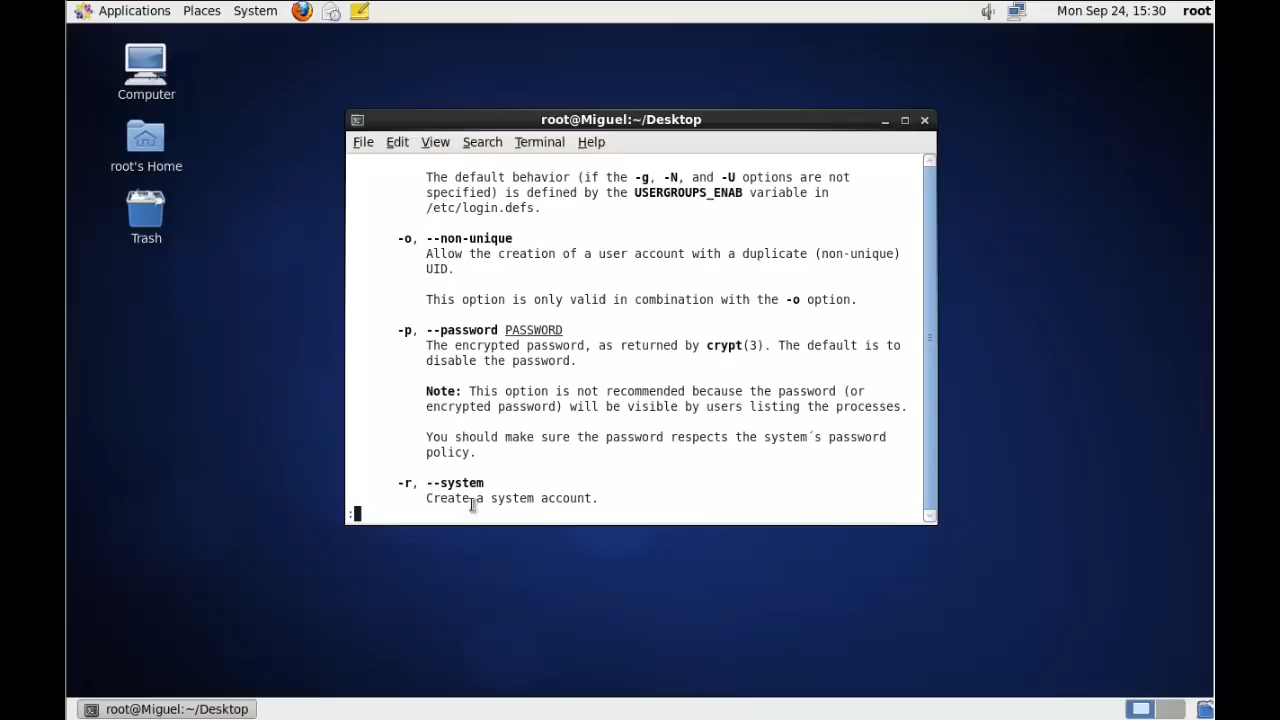 Applications Places System Mon Sep 24, 15:30 root
Computer
root's Home
Trash
root@Miguel:~/Desktop
File Edit View Search Terminal Help
The default behavior (if the -g, -N, and -U options are not
specified) is defined by the USERGROUPS_ENAB variable in
/etc/login.defs.
-o, --non-unique
Allow the creation of a user account with a duplicate (non-unique)
UID.
This option is only valid in combination with the -o option.
-p, --password PASSWORD
The encrypted password, as returned by crypt(3). The default is to
disable the password.
Note: This option is not recommended because the password (or
encrypted password) will be visible by users listing the processes.
You should make sure the password respects the system´s password
policy.
-r, --system
Create a system account.
:
root@Miguel:~/Desktop